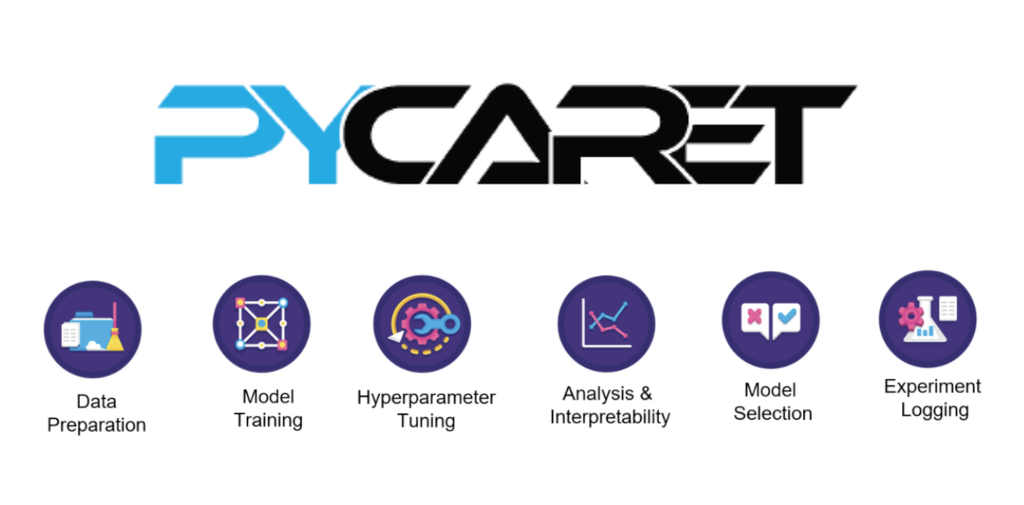 PYCARET
Data
Preparation
Model
Training
Hyperparameter
Tuning
Analysis &
Interpretability
Model
Selection
Experiment
Logging